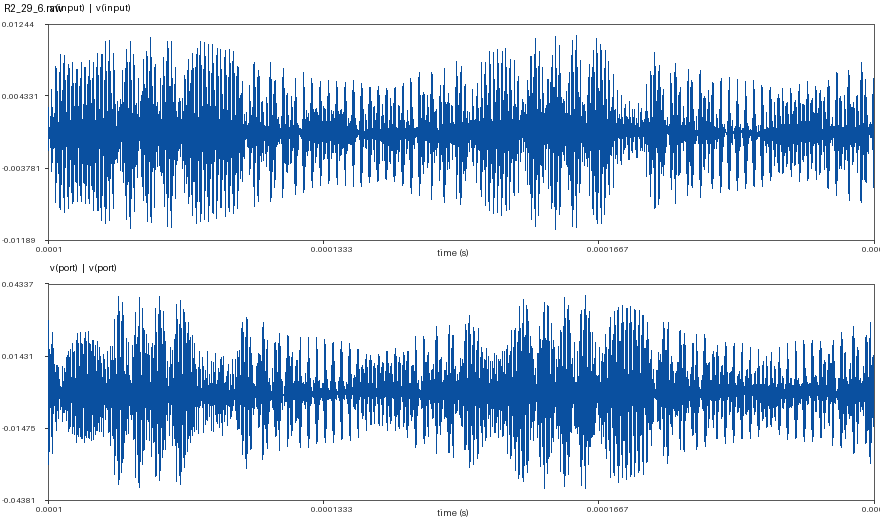 R2_29_6.raw
v(input) | v(input)
0.01244
0.004331
-0.003781
-0.01189
0.0001
0.0001333
0.0001667
time (s)
v(port) | v(port)
0.04337
0.01431
-0.01475
-0.04381
0.0001
0.0001333
0.0001667
time (s)